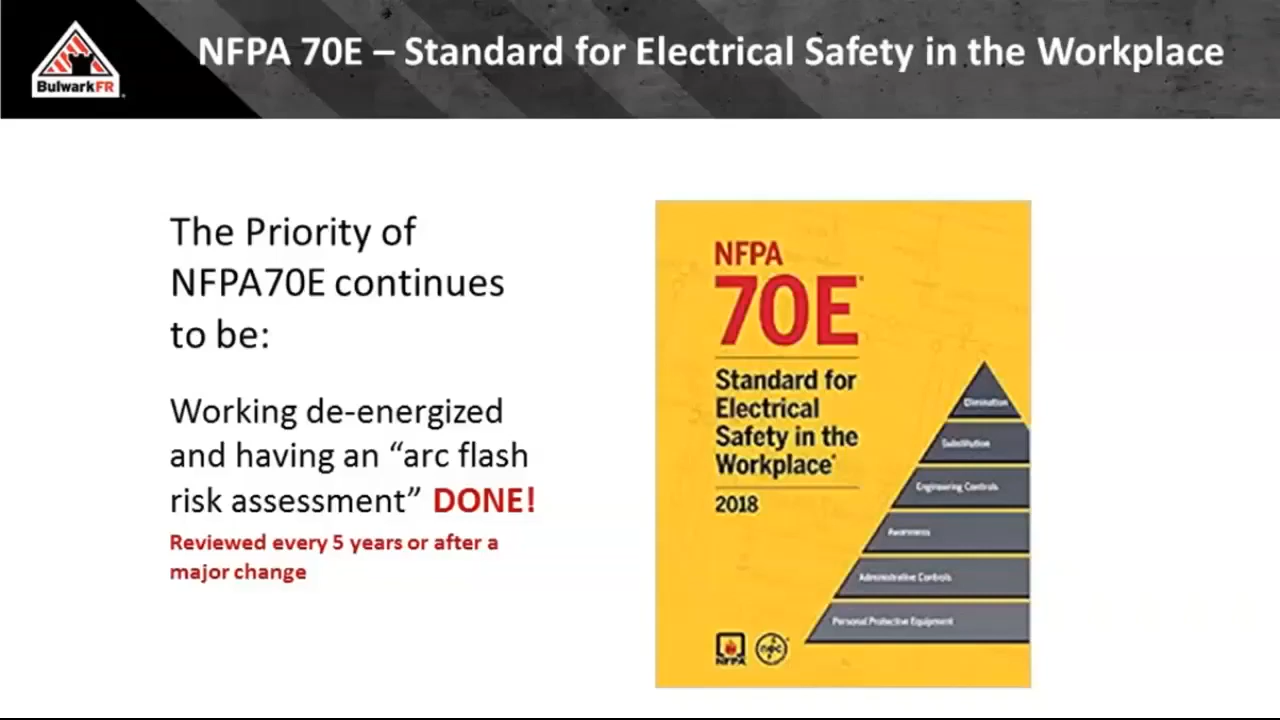 BulwarkFR
NFPA 70E – Standard for Electrical Safety in the Workplace
The Priority of
NFPA70E continues
to be:
Working de-energized
and having an “arc flash
risk assessment” DONE!
Reviewed every 5 years or after a
major change
NFPA
70E®
Standard for
Electrical
Safety in the
Workplace®
2018
Elimination
Substitution
Engineering Controls
Awareness
Administrative Controls
Personal Protective Equipment
NFPA